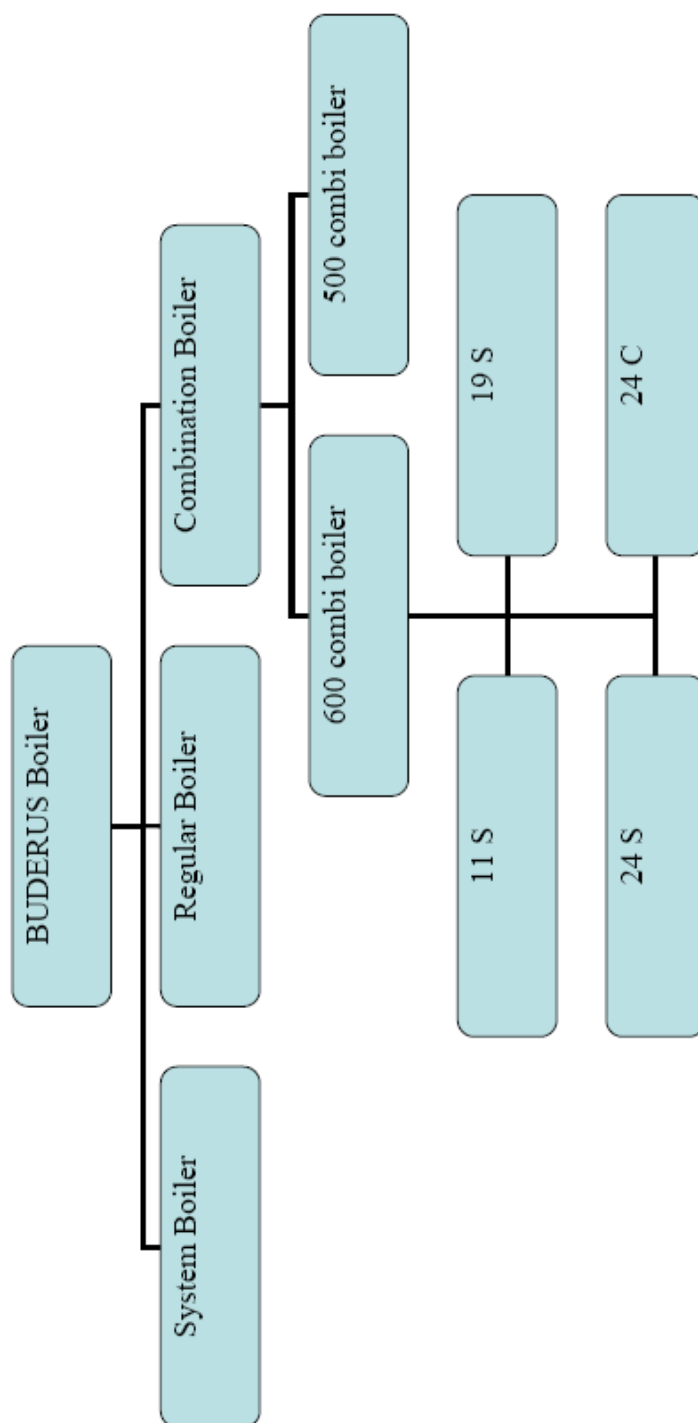 BUDERUS Boiler
System Boiler
Regular Boiler
Combination Boiler
600 combi boiler
500 combi boiler
11 S
19 S
24 S
24 C